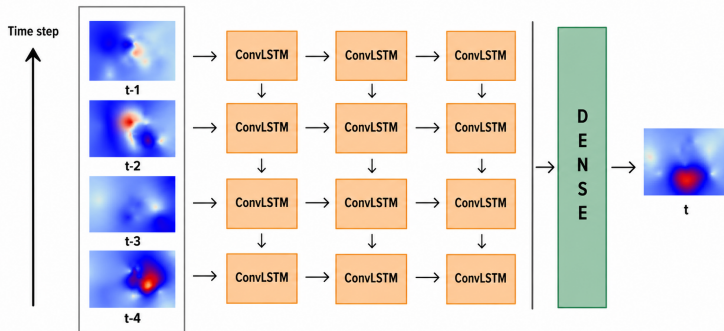 Time step
t-1
ConvLSTM ConvLSTM ConvLSTM
t-2
ConvLSTM ConvLSTM ConvLSTM
t-3
ConvLSTM ConvLSTM ConvLSTM
t-4
ConvLSTM ConvLSTM ConvLSTM
D
E
N
S
E
t